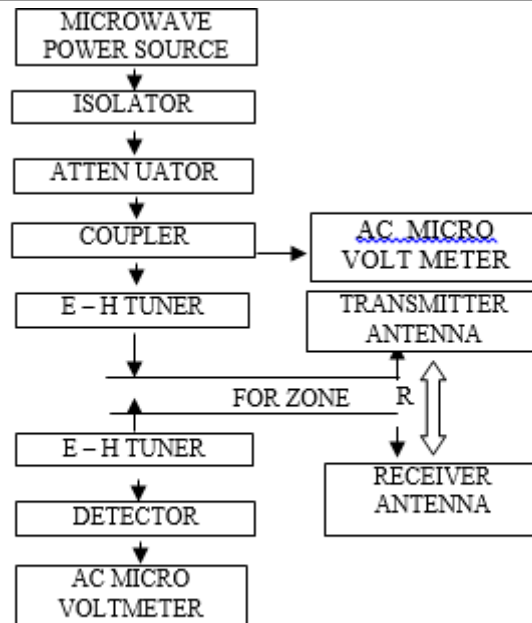 MICROWAVE
POWER SOURCE
ISOLATOR
ATTEN UATOR
COUPLER
AC MICRO
VOLT METER
E – H TUNER
TRANSMITTER
ANTENNA
FOR ZONE
R
E – H TUNER
RECEIVER
ANTENNA
DETECTOR
AC MICRO
VOLTMETER